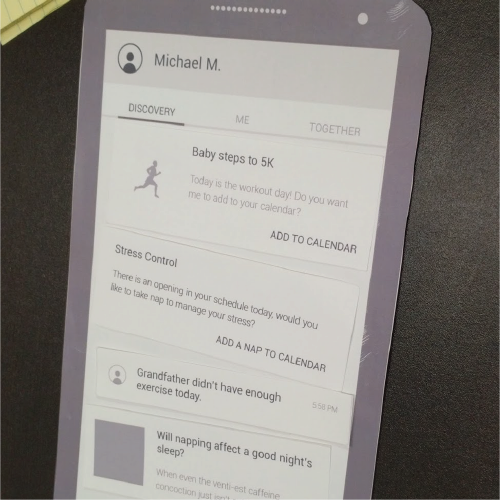 Michael M.
DISCOVERY
ME
TOGETHER
Baby steps to 5K
Today is the workout day! Do you want
me to add to your calendar?
ADD TO CALENDAR
Stress Control
There is an opening in your schedule today, would you
like to take nap to manage your stress?
ADD A NAP TO CALENDAR
Grandfather didn't have enough
exercise today.
5:58 PM
Will napping affect a good night's
sleep?
When even the venti-est caffeine
concoction just isn't